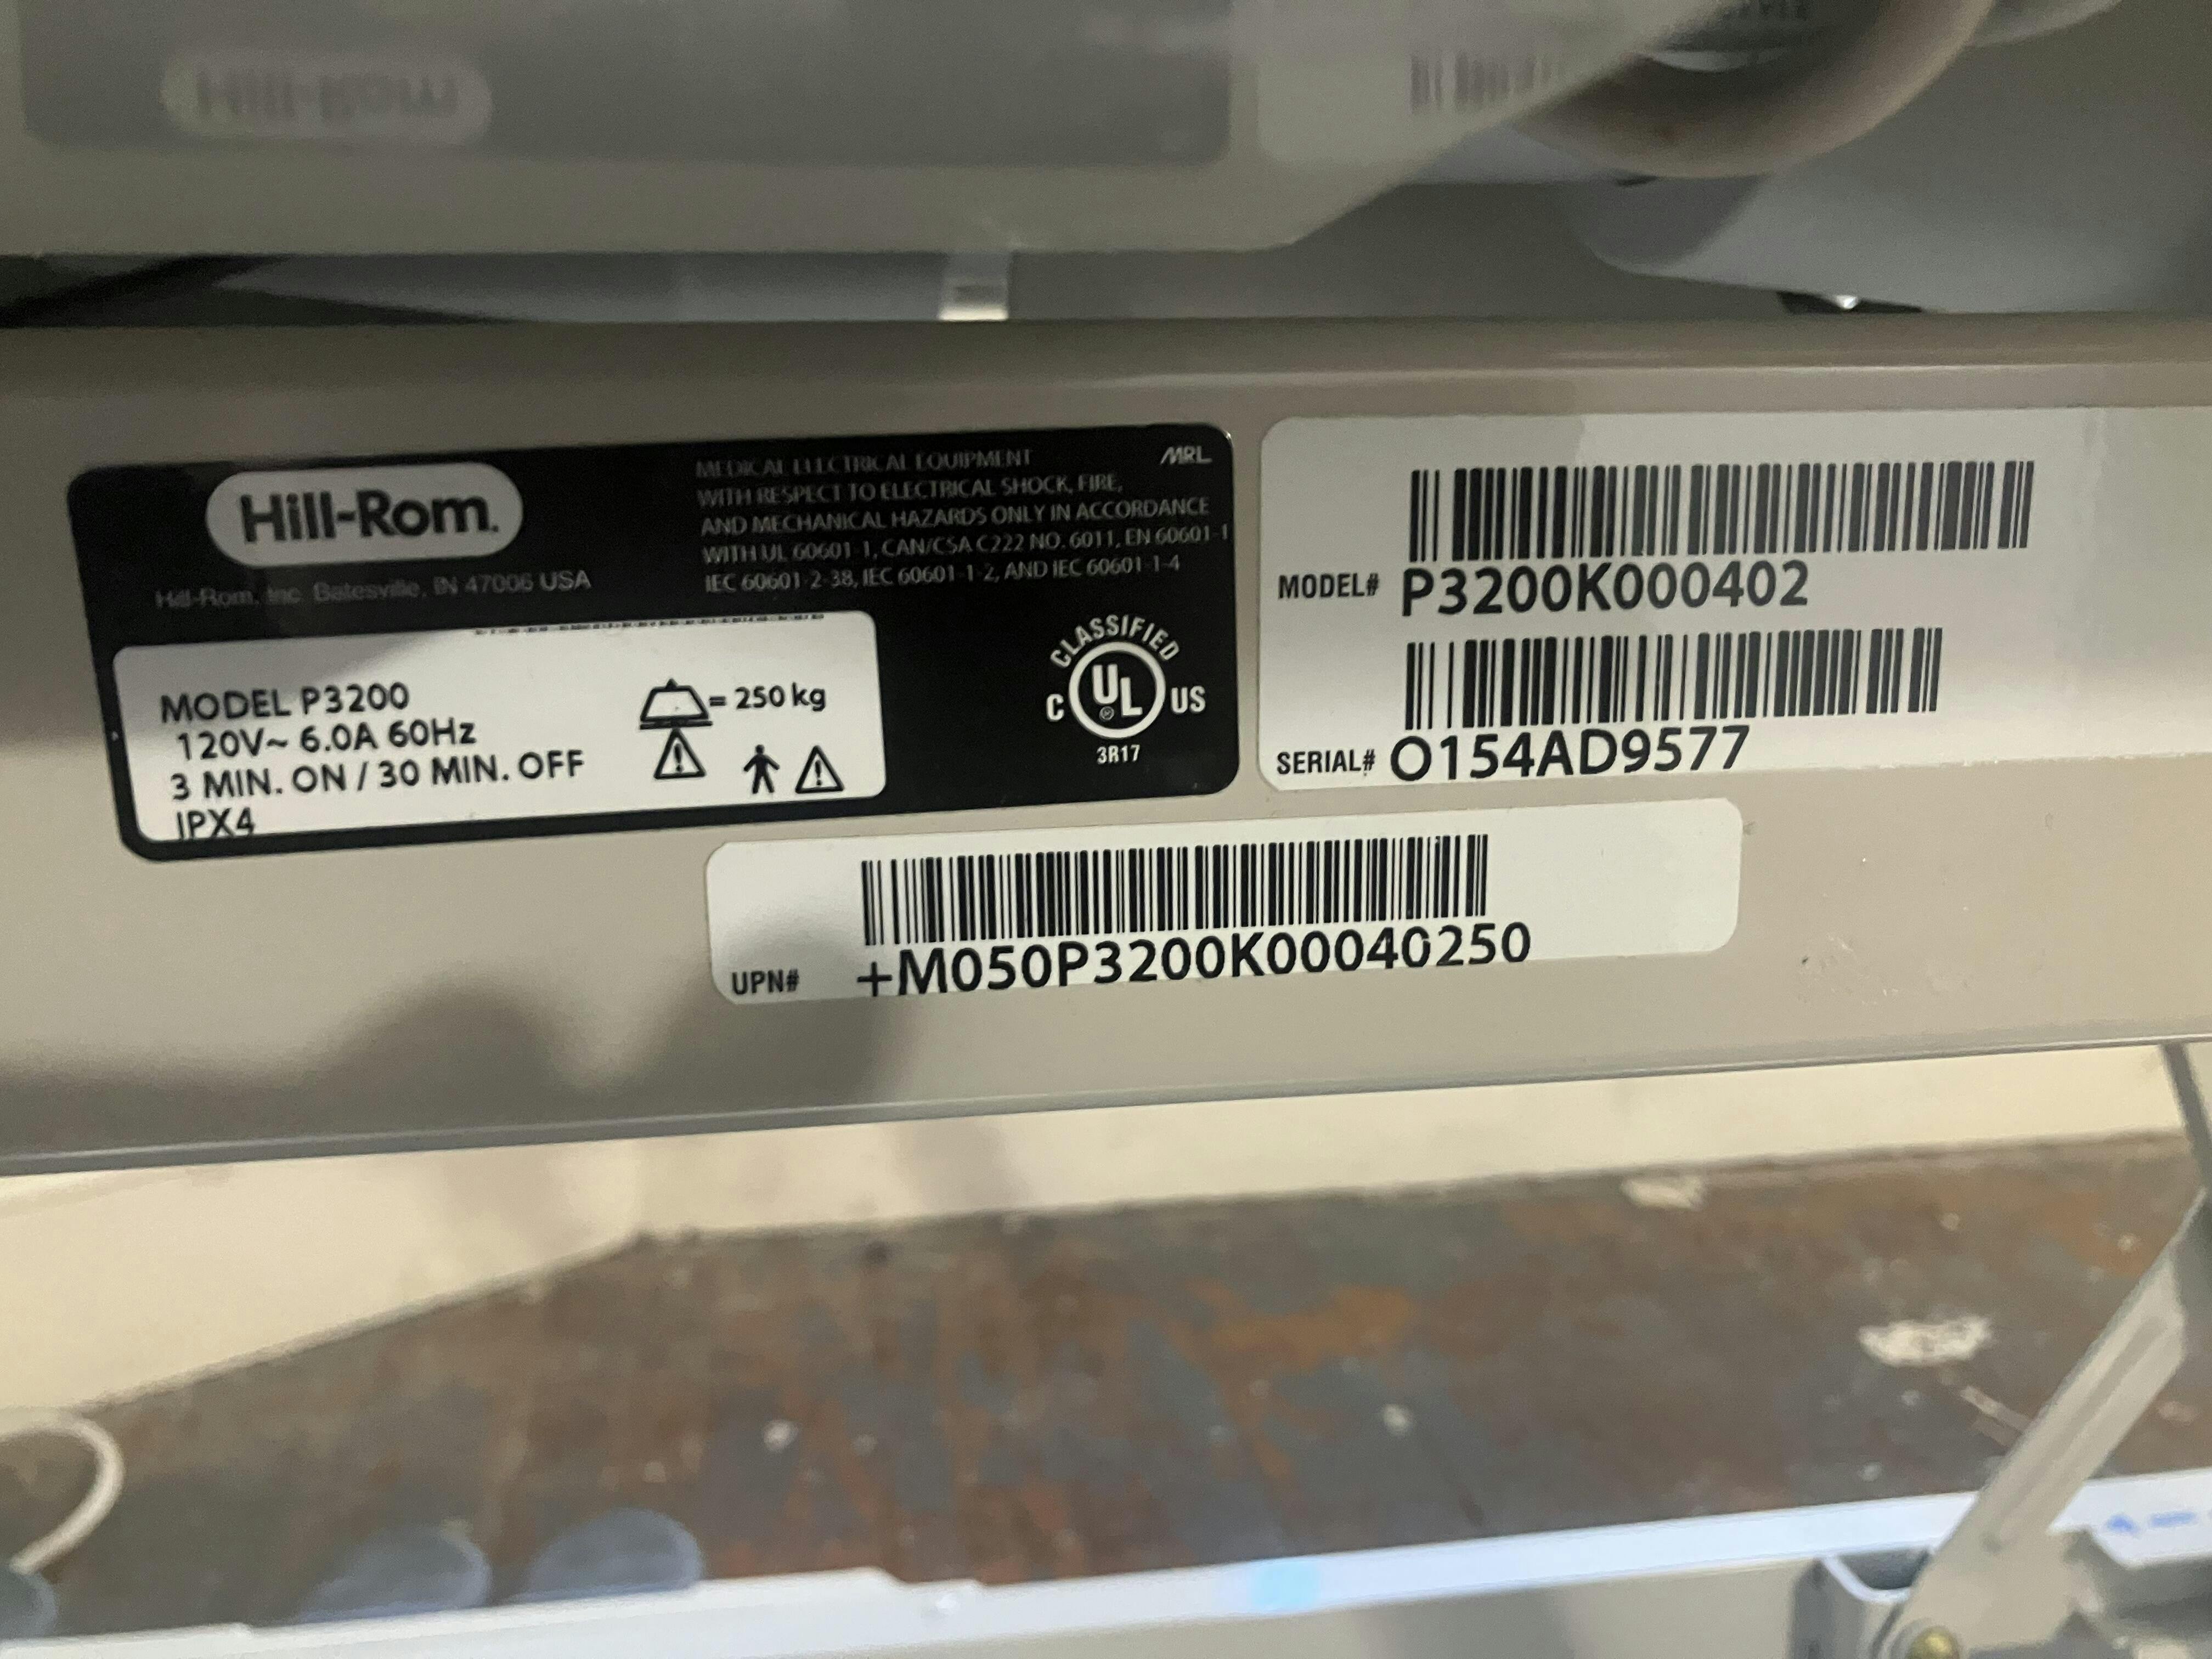 Hill-Rom
Hill-Rom.
Hill-Rom, Inc. Batesville, IN 47006 USA
MEDICAL ELECTRICAL EQUIPMENT
WITH RESPECT TO ELECTRICAL SHOCK, FIRE,
AND MECHANICAL HAZARDS ONLY IN ACCORDANCE
WITH UL 60601-1, CAN/CSA C222 NO. 6011, EN 60601-1
IEC 60601-2-38, IEC 60601-1-2, AND IEC 60601-1-4
MRL
MODEL P3200
120V~ 6.0A 60Hz
3 MIN. ON / 30 MIN. OFF
IPX4
= 250 kg
CLASSIFIED
C UL ® US
3R17
MODEL# P3200K000402
SERIAL# O154AD9577
UPN# +M050P3200K00040250